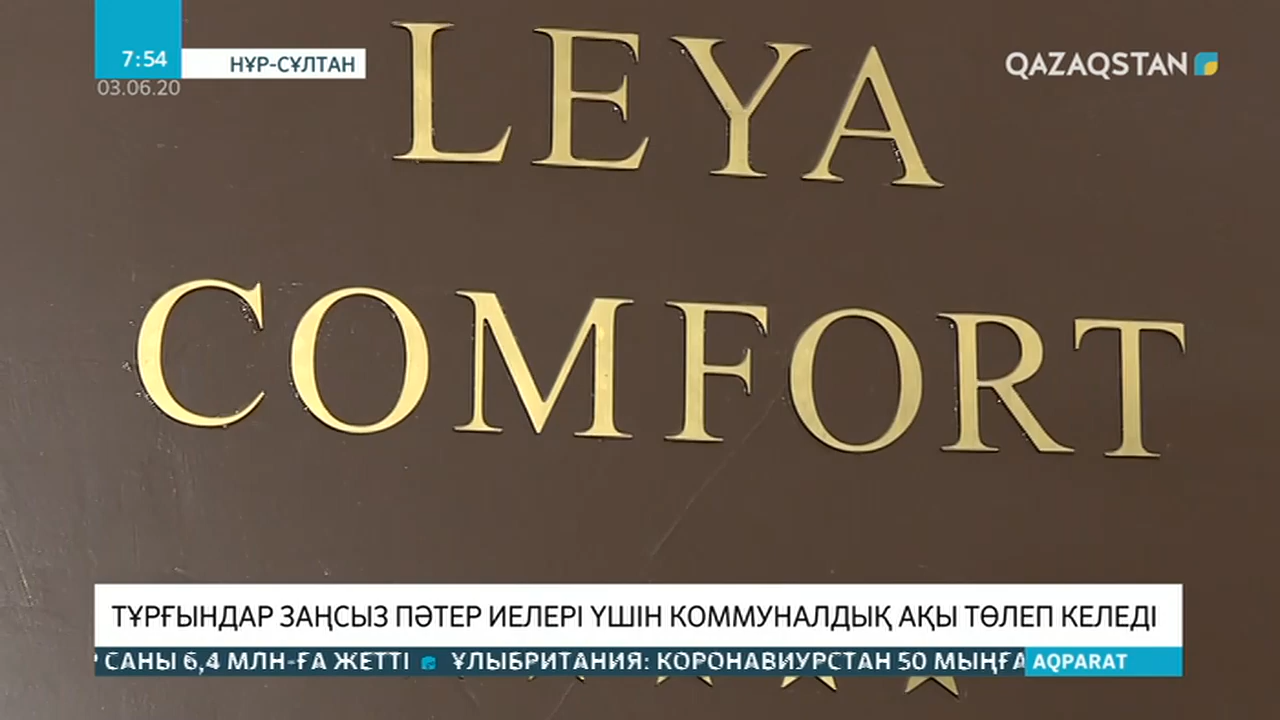 7:54
НҰР-СҰЛТАН
03.06.20
QAZAQSTAN
LEYA
COMFORT
ТҰРҒЫНДАР ЗАҢСЫЗ ПӘТЕР ИЕЛЕРІ ҮШІН КОММУНАЛДЫҚ АҚЫ ТӨЛЕП КЕЛЕДІ
САНЫ 6,4 МЛН-ҒА ЖЕТТІ ҰЛЫБРИТАНИЯ: КОРОНАВИУРСТАН 50 МЫҢҒА
AQPARAT